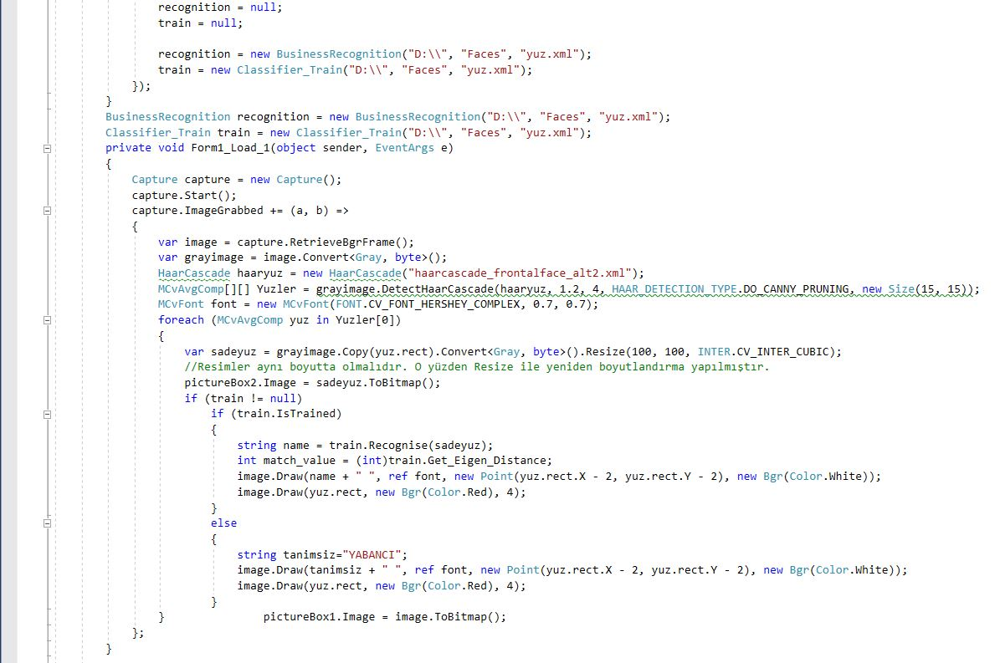 recognition = null;
train = null;
recognition = new BusinessRecognition("D:\\", "Faces", "yuz.xml");
train = new Classifier_Train("D:\\", "Faces", "yuz.xml");
});
}
BusinessRecognition recognition = new BusinessRecognition("D:\\", "Faces", "yuz.xml");
Classifier_Train train = new Classifier_Train("D:\\", "Faces", "yuz.xml");
private void Form1_Load_1(object sender, EventArgs e)
{
Capture capture = new Capture();
capture.Start();
capture.ImageGrabbed += (a, b) =>
{
var image = capture.RetrieveBgrFrame();
var grayimage = image.Convert<Gray, byte>();
HaarCascade haaryuz = new HaarCascade("haarcascade_frontalface_alt2.xml");
MCvAvgComp[][] Yuzler = grayimage.DetectHaarCascade(haaryuz, 1.2, 4, HAAR_DETECTION_TYPE.DO_CANNY_PRUNING, new Size(15, 15));
MCvFont font = new MCvFont(FONT.CV_FONT_HERSHEY_COMPLEX, 0.7, 0.7);
foreach (MCvAvgComp yuz in Yuzler[0])
{
var sadeyuz = grayimage.Copy(yuz.rect).Convert<Gray, byte>().Resize(100, 100, INTER.CV_INTER_CUBIC);
//Resimler aynı boyutta olmalıdır. O yüzden Resize ile yeniden boyutlandırma yapılmıştır.
pictureBox2.Image = sadeyuz.ToBitmap();
if (train != null)
if (train.IsTrained)
{
string name = train.Recognise(sadeyuz);
int match_value = (int)train.Get_Eigen_Distance;
image.Draw(name + " ", ref font, new Point(yuz.rect.X - 2, yuz.rect.Y - 2), new Bgr(Color.White));
image.Draw(yuz.rect, new Bgr(Color.Red), 4);
}
else
{
string tanimsiz="YABANCI";
image.Draw(tanimsiz + " ", ref font, new Point(yuz.rect.X - 2, yuz.rect.Y - 2), new Bgr(Color.White));
image.Draw(yuz.rect, new Bgr(Color.Red), 4);
}
} pictureBox1.Image = image.ToBitmap();
};
}